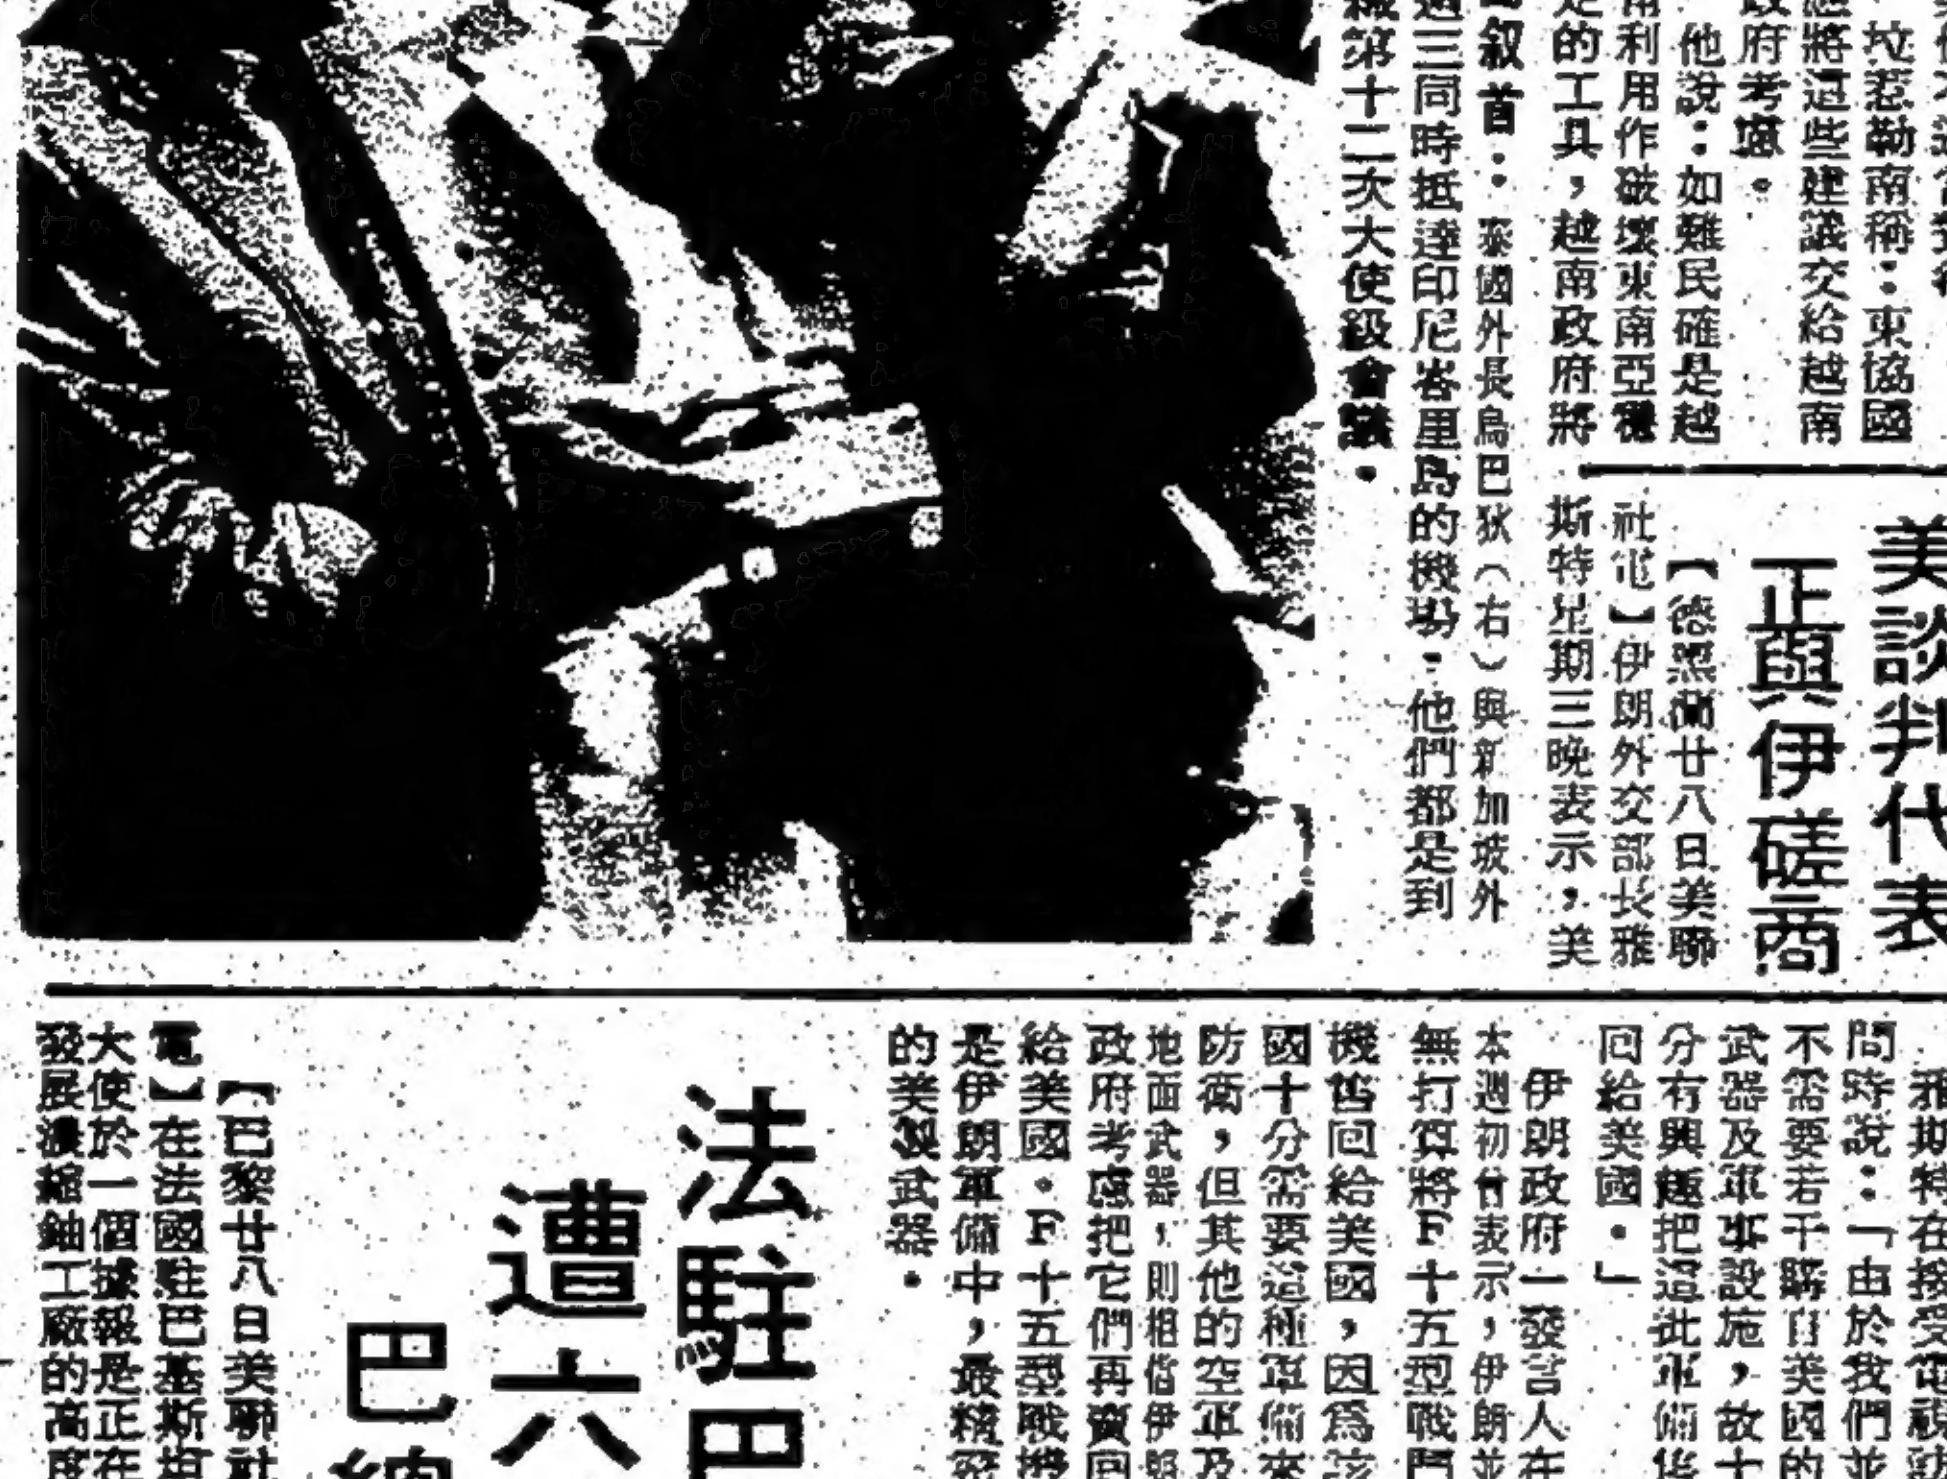 應將這些建議交給越南
政府考慮。
他說：如難民確是越
南利用作破壞東南亞穩
定的工具，越南政府將
坟惹勒南稱：東協國
叙首．泰國外長烏巴狄（右）與新加坡外
週三同時抵達印尼峇里島的機場．他們都是到
第十二次大使級會議．
美談判代表
正與伊磋商
【德黑蘭廿八日美聯
社電】伊朗外交部長雅
斯特星期三晚表示，美
雅斯特在接受電視訪
問時說：「由於我們並
不需要若干購自美國的
武器及軍事設施，故十
分有興趣把這批軍備售
回給美國．」
伊朗政府一發言人在
本週初曾表示，伊朗並
無打算將F十五型戰鬥
機售回給美國，因為該
國十分需要這種軍備來
防衛，但其他的空軍及
地面武器，則相信伊朗
政府考慮把它們再賣回
給美國．F十五型戰機
是伊朗軍備中，最精密
的美製武器．
法駐巴
遭六
巴總
【巴黎廿八日美聯社
電】在法國駐巴基斯坦
大使於一個據報是正在
發展濃縮鈾工廠的高度